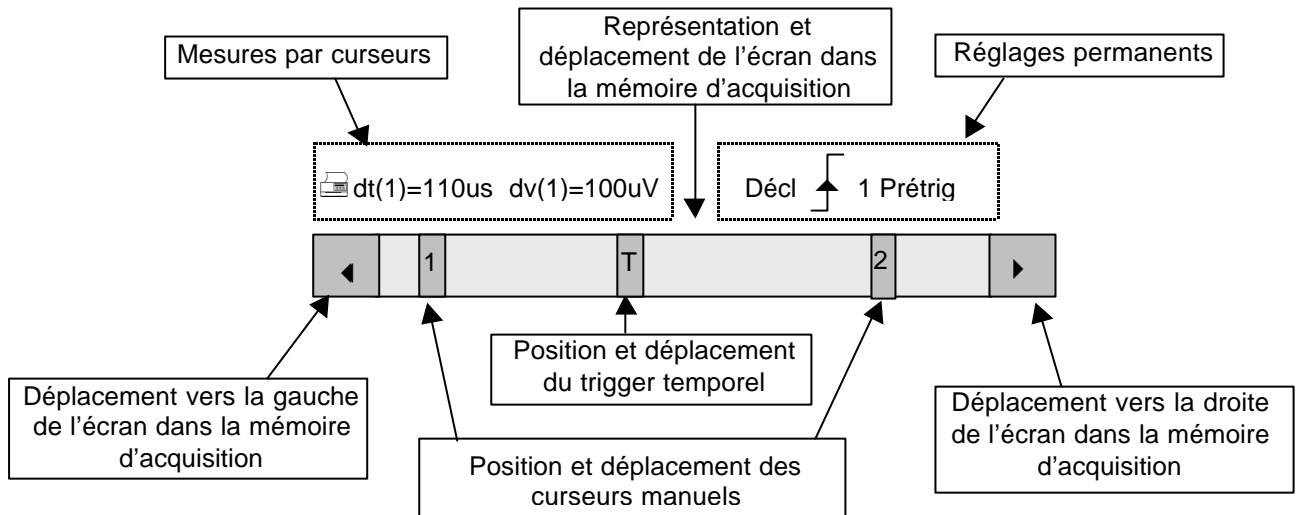 Mesures par curseurs
Représentation et
déplacement de l'écran dans
la mémoire d'acquisition
Réglages permanents
dt(1)=110us dv(1)=100uV
Décl 1 Prétrig
1 T 2
Position et déplacement
du trigger temporel
Déplacement vers la gauche
de l'écran dans la mémoire
d'acquisition
Position et déplacement des
curseurs manuels
Déplacement vers la droite
de l'écran dans la mémoire
d'acquisition